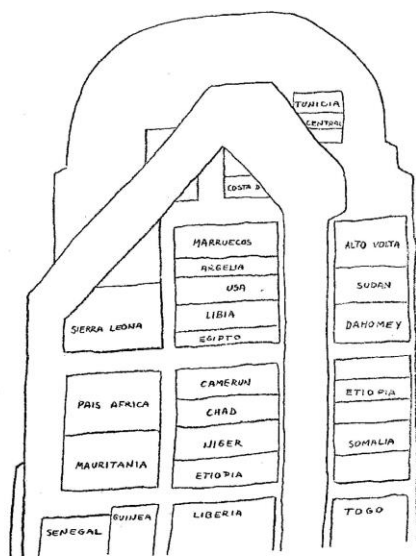 TUNICIA
CENTRAL
COSTA D
MARRUECOS
ARGELIA
USA
LIBIA
EGIPTO
ALTO VOLTA
SUDAN
DAHOMEY
SIERRA LEONA
PAIS AFRICA
MAURITANIA
CAMERUN
CHAD
NIGER
ETIOPIA
ETIOPIA
SOMALIA
SENEGAL
GUINEA
LIBERIA
TOGO